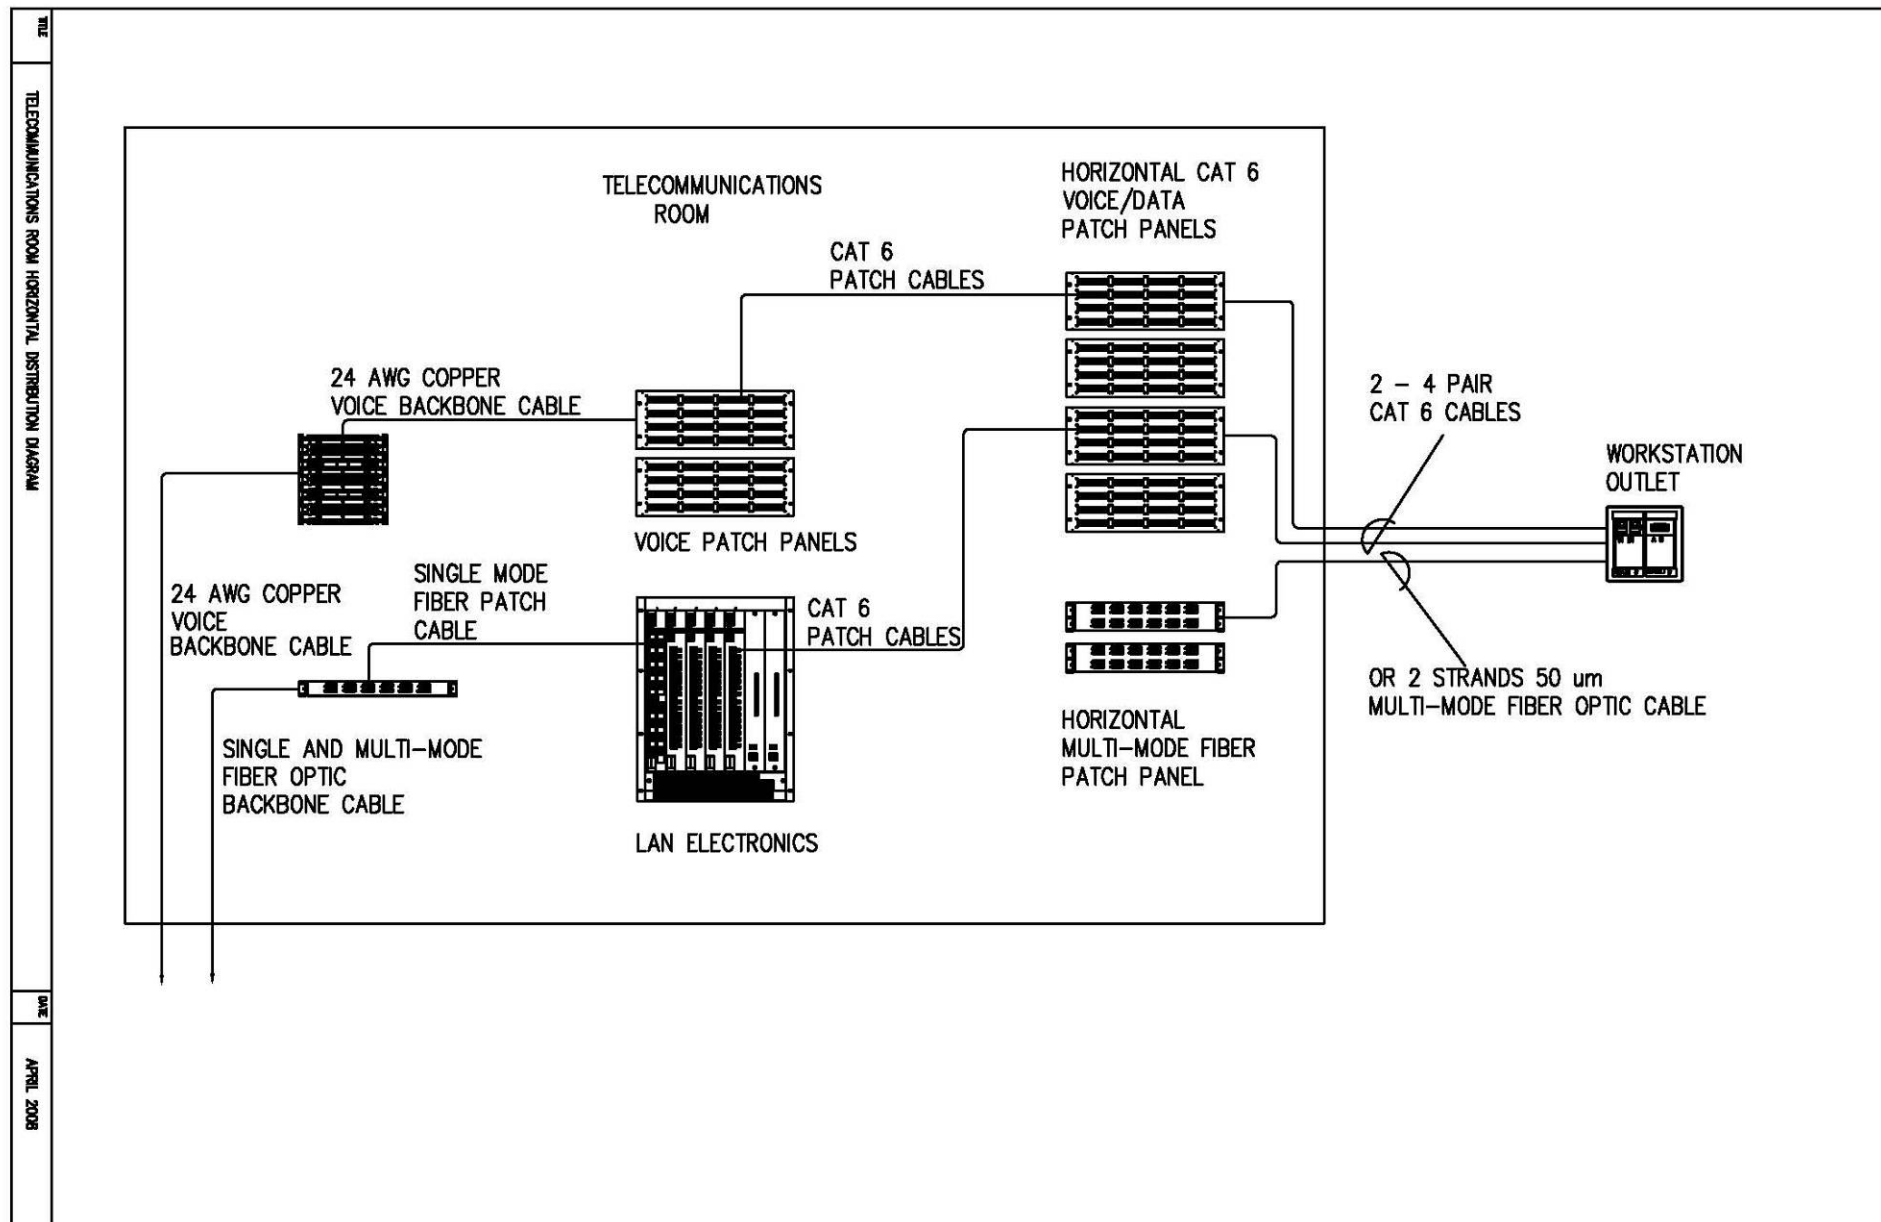 TITLE
TELECOMMUNICATIONS ROOM HORIZONTAL DISTRIBUTION DIAGRAM
DATE
APRIL 2008
TELECOMMUNICATIONS
ROOM
HORIZONTAL CAT 6
VOICE/DATA
PATCH PANELS
CAT 6
PATCH CABLES
24 AWG COPPER
VOICE BACKBONE CABLE
2 - 4 PAIR
CAT 6 CABLES
WORKSTATION
OUTLET
VOICE PATCH PANELS
SINGLE MODE
FIBER PATCH
CABLE
24 AWG COPPER
VOICE
BACKBONE CABLE
CAT 6
PATCH CABLES
OR 2 STRANDS 50 um
MULTI-MODE FIBER OPTIC CABLE
HORIZONTAL
MULTI-MODE FIBER
PATCH PANEL
SINGLE AND MULTI-MODE
FIBER OPTIC
BACKBONE CABLE
LAN ELECTRONICS